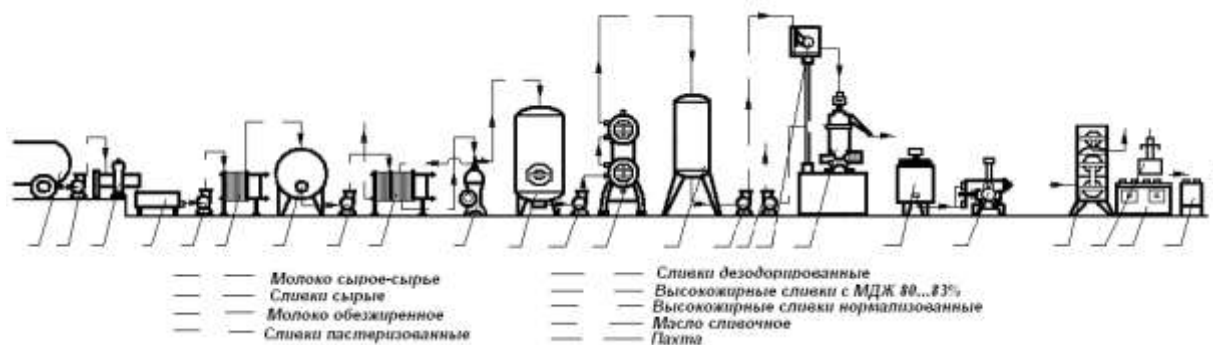 Молоко сырое-сырье
Сливки сырые
Молоко обезжиренное
Сливки пастеризованные
Сливки дезодорированные
Высокожирные сливки с МДЖ 80...83%
Высокожирные сливки нормализованные
Масло сливочное
Пахта